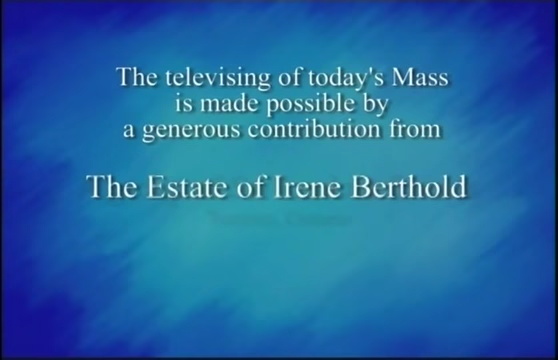 The televising of today's Mass
is made possible by
a generous contribution from
The Estate of Irene Berthold